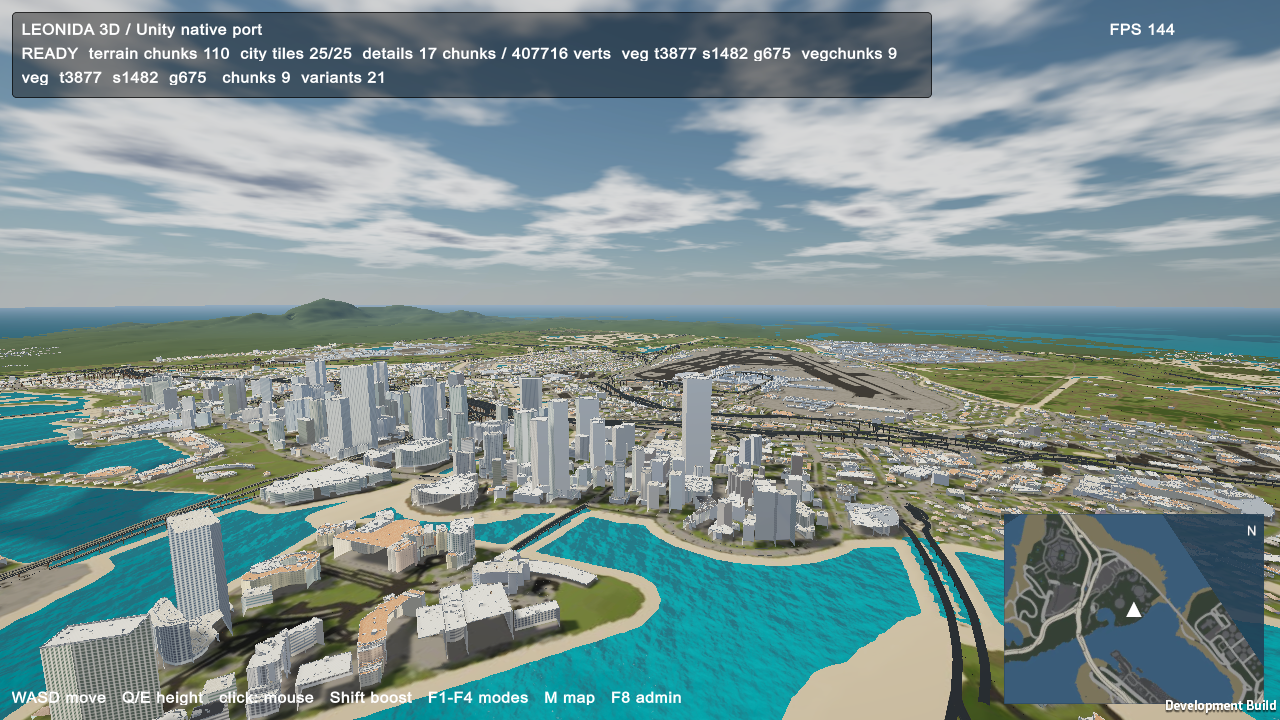 LEONIDA 3D / Unity native port
FPS 144
READY terrain chunks 110 city tiles 25/25 details 17 chunks / 407716 verts veg t3877 s1482 g675 vegchunks 9
veg t3877 s1482 g675 chunks 9 variants 21
N
WASD move Q/E height click: mouse Shift boost F1-F4 modes M map F8 admin
Development Build